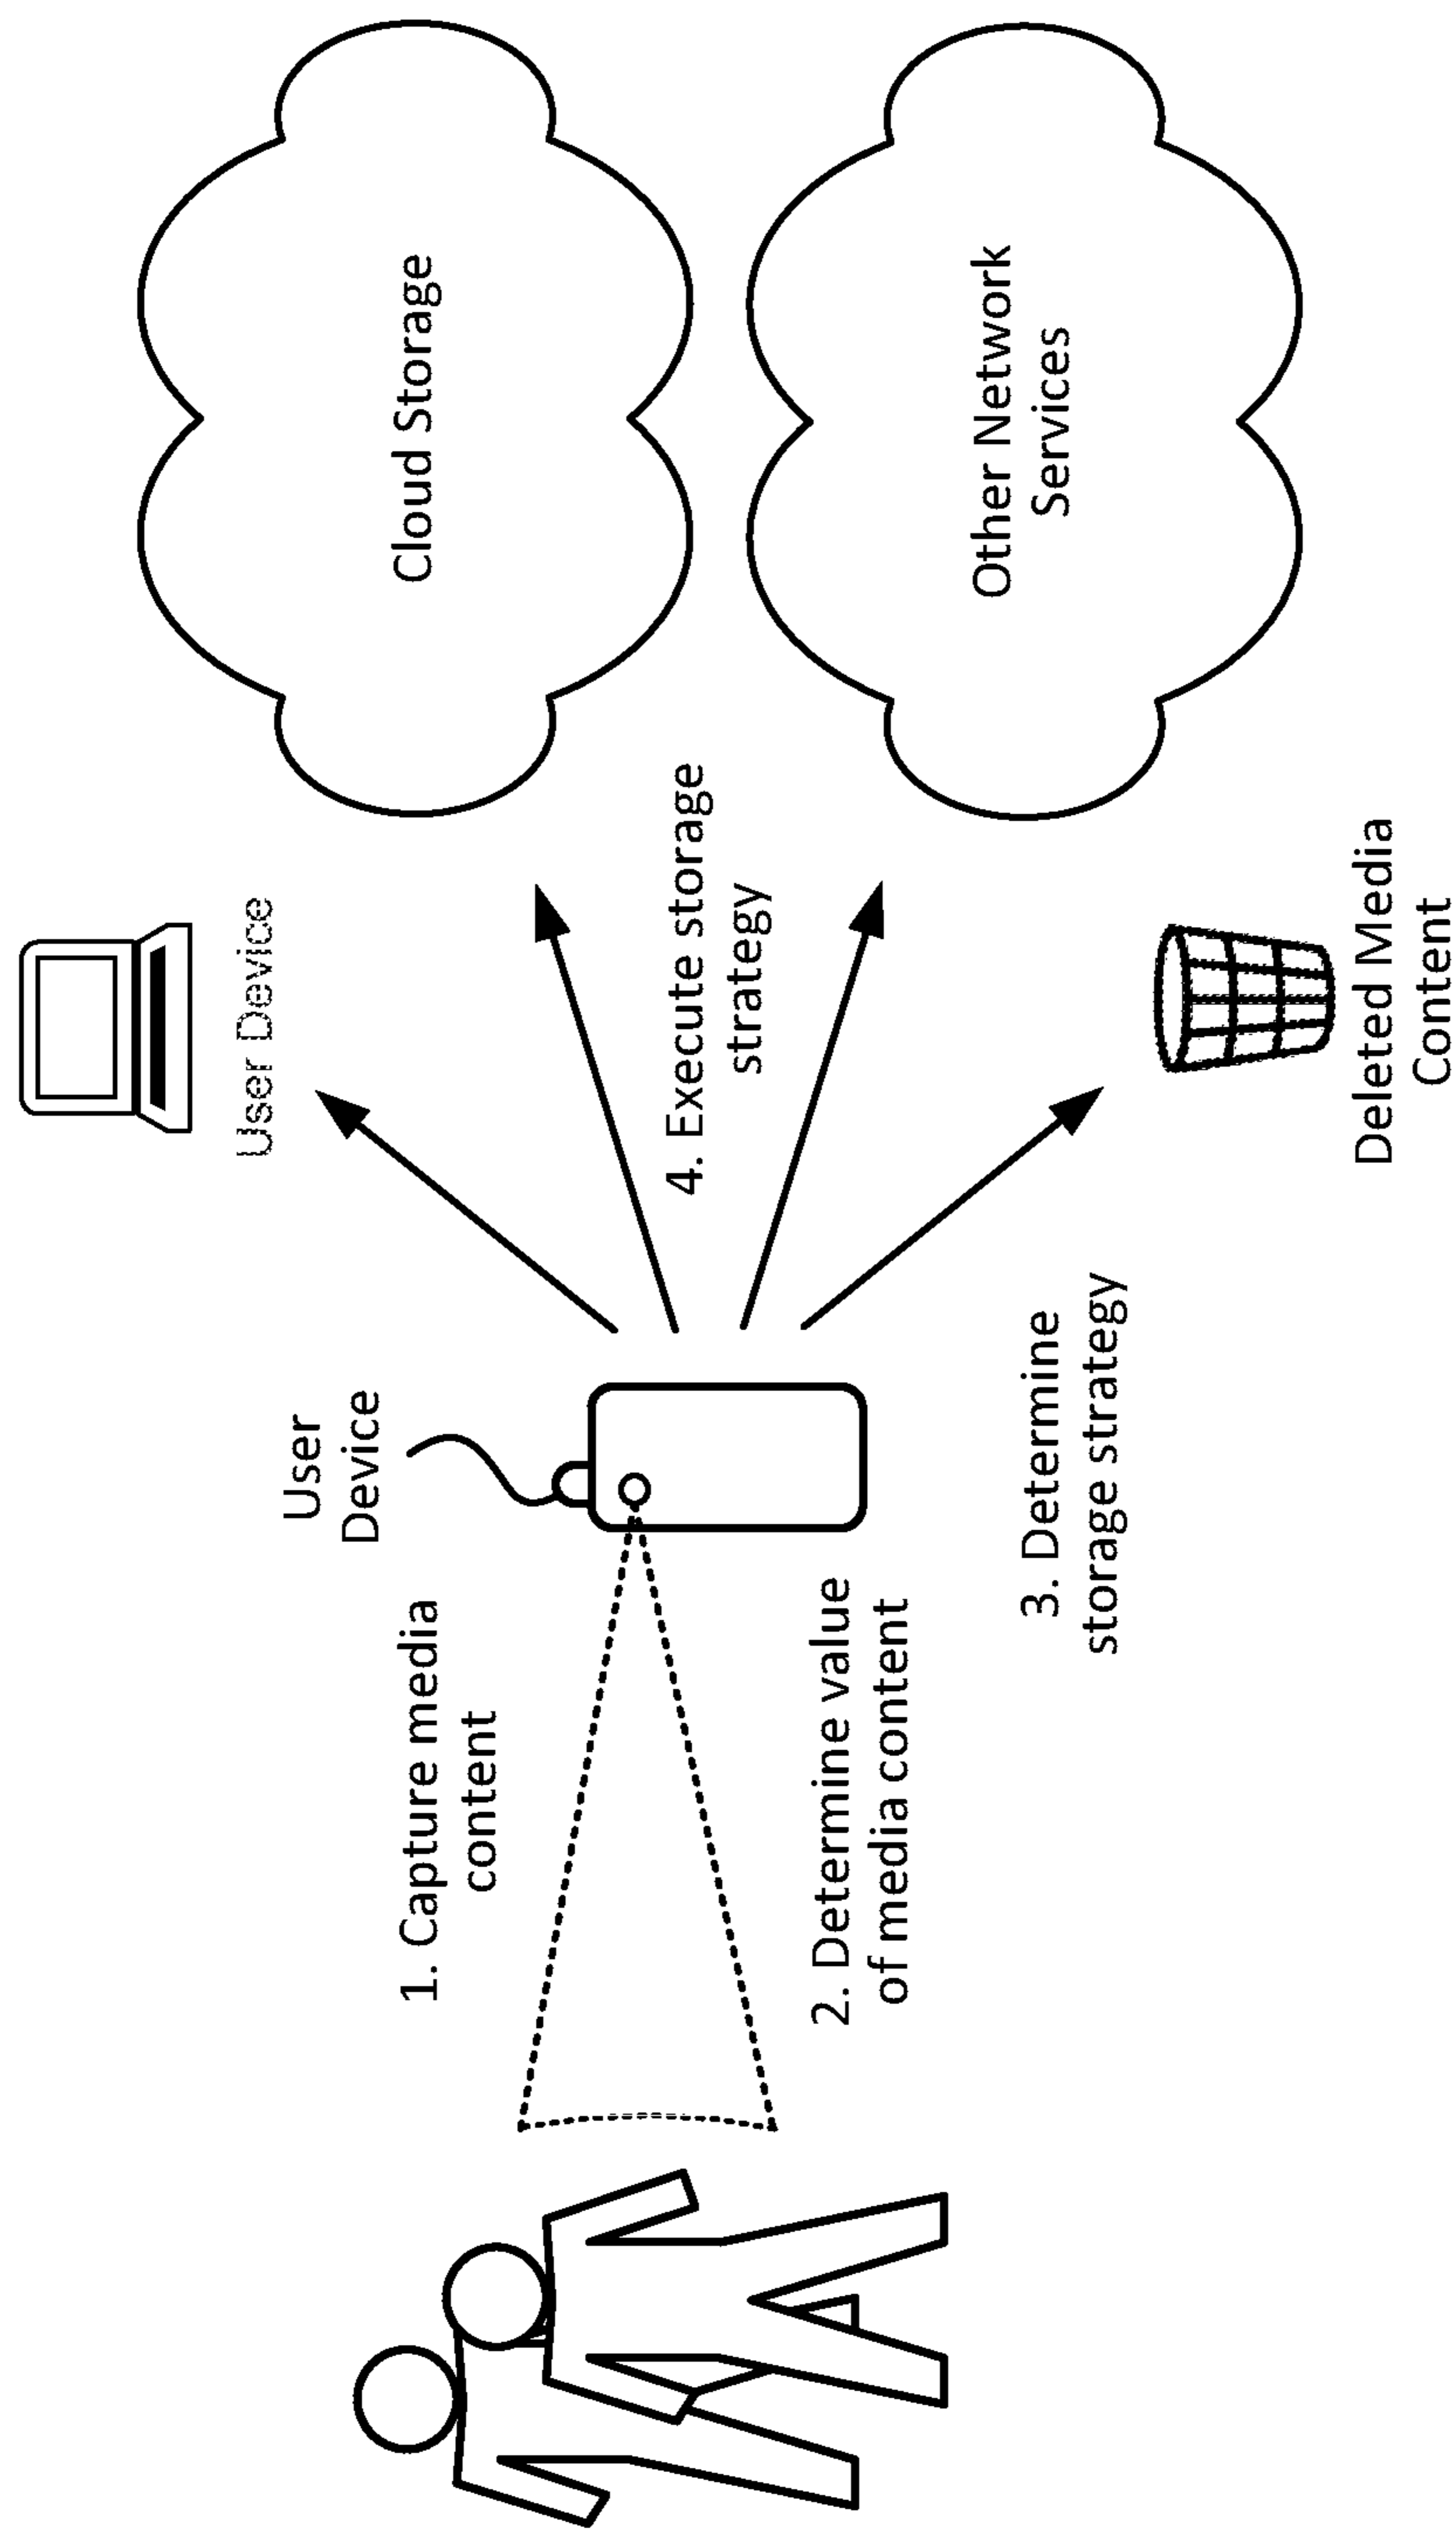 1. Capture media
content
2. Determine value
of media content
User
Device
3. Determine
storage strategy
4. Execute storage
strategy
User Device
Cloud Storage
Other Network
Services
Deleted Media
Content